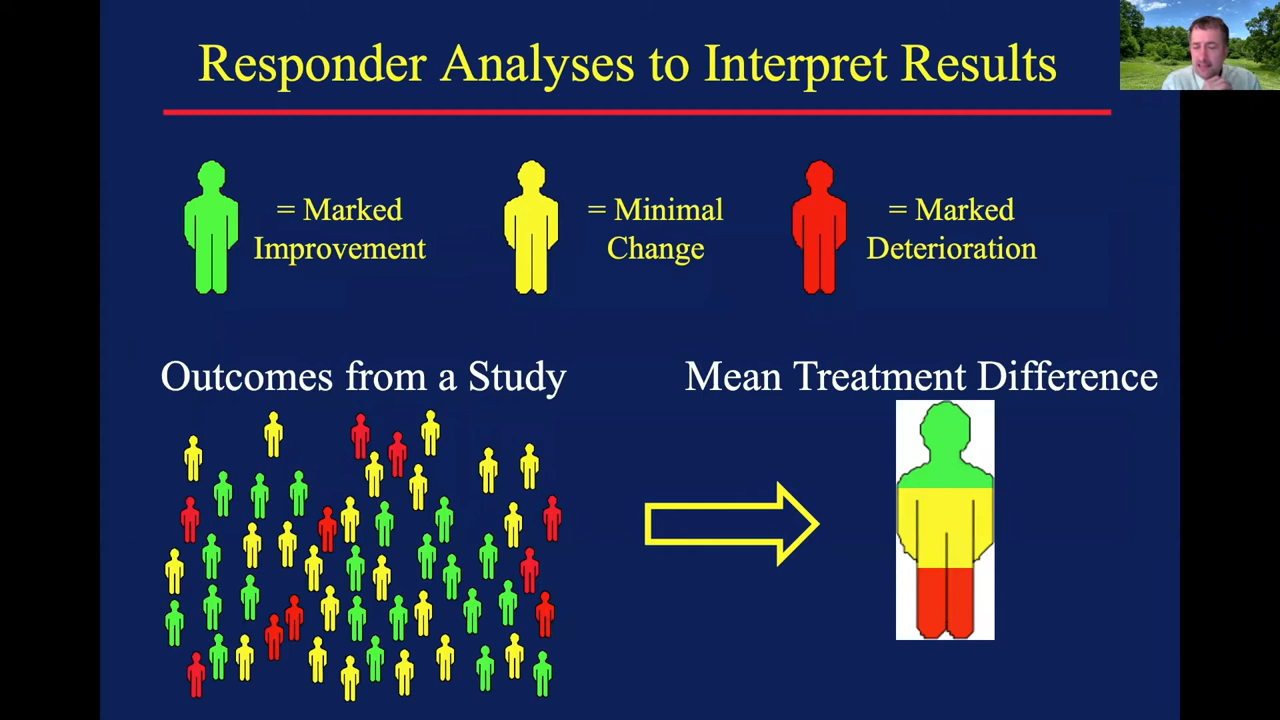 Responder Analyses to Interpret Results
= Marked
Improvement
= Minimal
Change
= Marked
Deterioration
Outcomes from a Study
Mean Treatment Difference